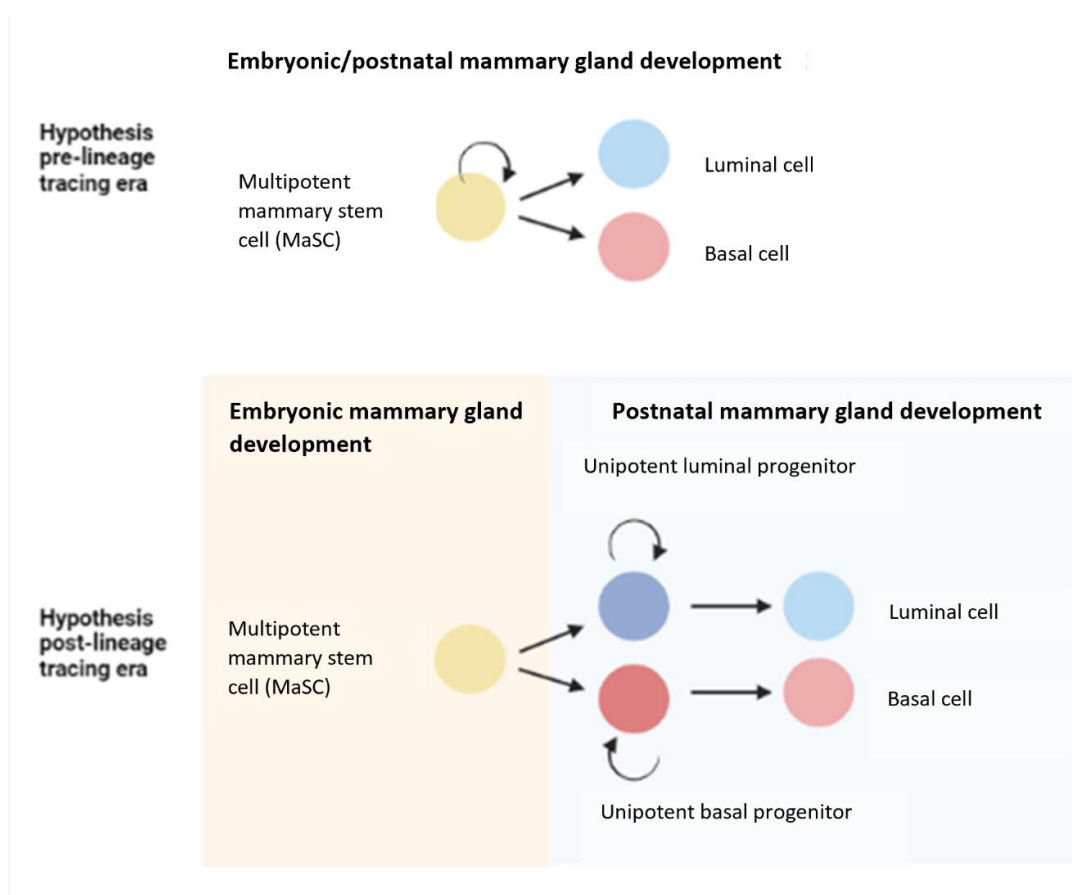 Embryonic/postnatal mammary gland development
Hypothesis
pre-lineage
tracing era
Multipotent
mammary stem
cell (MaSC)
Luminal cell
Basal cell
Embryonic mammary gland
development
Postnatal mammary gland development
Unipotent luminal progenitor
Hypothesis
post-lineage
tracing era
Multipotent
mammary stem
cell (MaSC)
Luminal cell
Basal cell
Unipotent basal progenitor